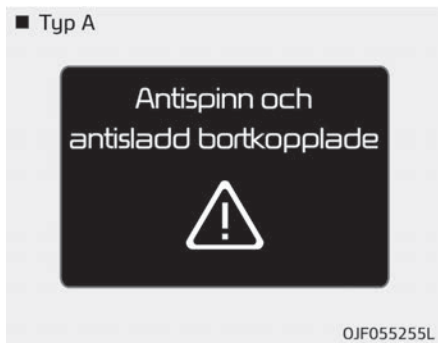 ■ Typ A
Antispinn och
antisladd bortkopplade
OJF055255L